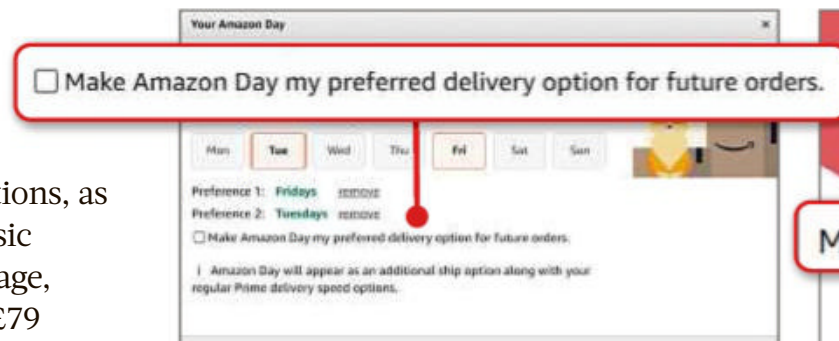 Your Amazon Day ×
Make Amazon Day my preferred delivery option for future orders.
Mon Tue Wed Thu Fri Sat Sun
Preference 1: Fridays remove
Preference 2: Tuesdays remove
Make Amazon Day my preferred delivery option for future orders.
Amazon Day will appear as an additional ship option along with your
regular Prime delivery speed options.
tions, as
sic
age,
£79
M